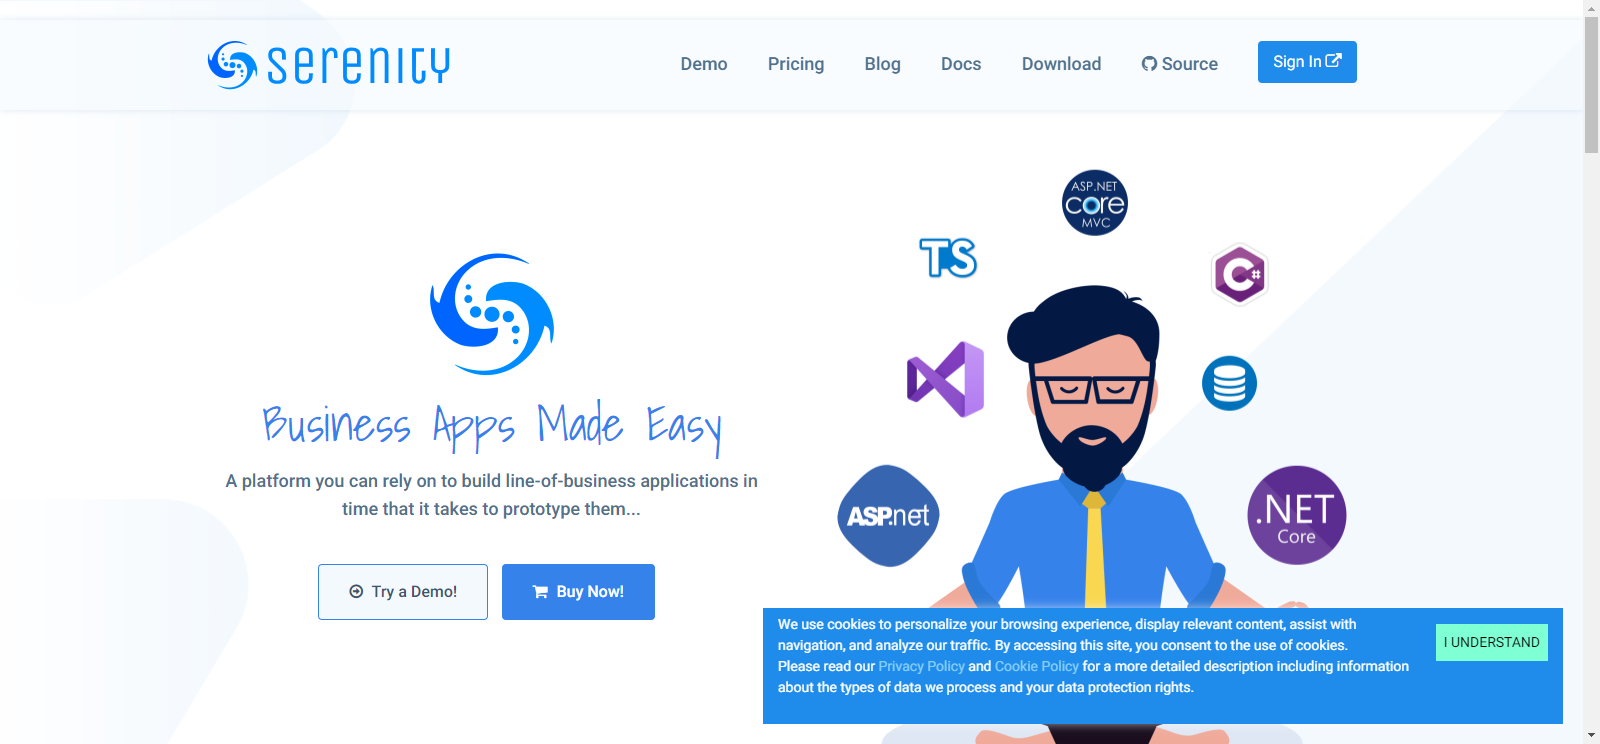 serenity
Demo Pricing Blog Docs Download Source Sign In
ASP.NET
Core
MVC
TS
C#
Business Apps Made Easy
A platform you can rely on to build line-of-business applications in
time that it takes to prototype them...
ASP.net
.NET
Core
Try a Demo! Buy Now!
We use cookies to personalize your browsing experience, display relevant content, assist with
navigation, and analyze our traffic. By accessing this site, you consent to the use of cookies.
Please read our Privacy Policy and Cookie Policy for a more detailed description including information
about the types of data we process and your data protection rights.
I UNDERSTAND